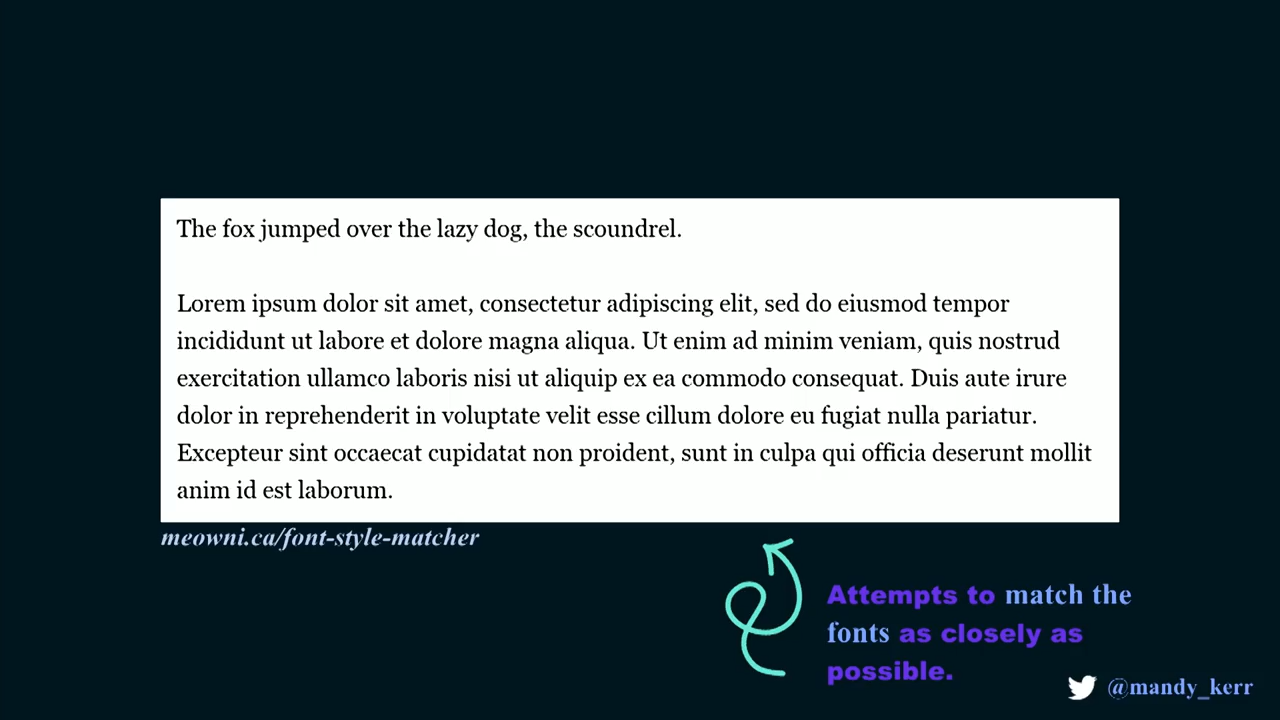 The fox jumped over the lazy dog, the scoundrel.
Lorem ipsum dolor sit amet, consectetur adipiscing elit, sed do eiusmod tempor
incididunt ut labore et dolore magna aliqua. Ut enim ad minim veniam, quis nostrud
exercitation ullamco laboris nisi ut aliquip ex ea commodo consequat. Duis aute irure
dolor in reprehenderit in voluptate velit esse cillum dolore eu fugiat nulla pariatur.
Excepteur sint occaecat cupidatat non proident, sunt in culpa qui officia deserunt mollit
anim id est laborum.
meowni.ca/font-style-matcher
Attempts to match the
fonts as closely as
possible.
@mandy_kerr